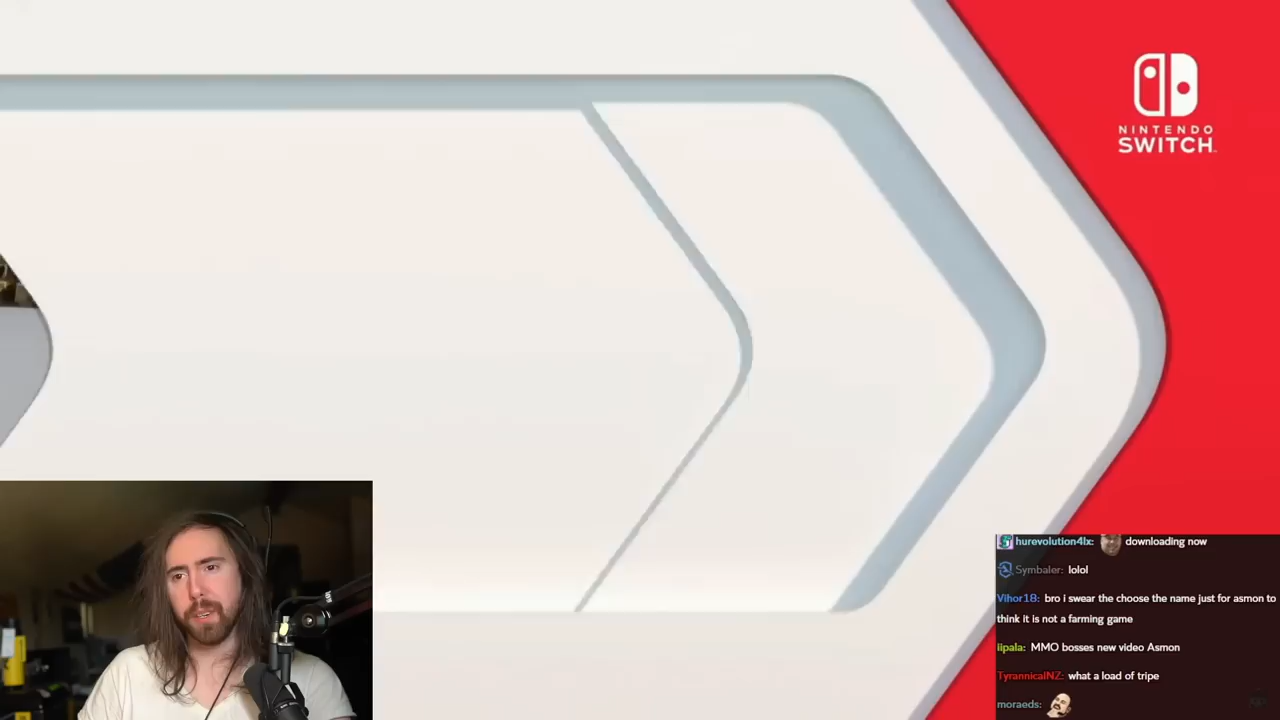 NINTENDO
SWITCH
hurevolution4lx: downloading now
Symbaler: lolol
Vihor18: bro i swear the choose the name just for asmon to
think it is not a farming game
iipala: MMO bosses new video Asmon
TyrannicalNZ: what a load of tripe
moraeds: